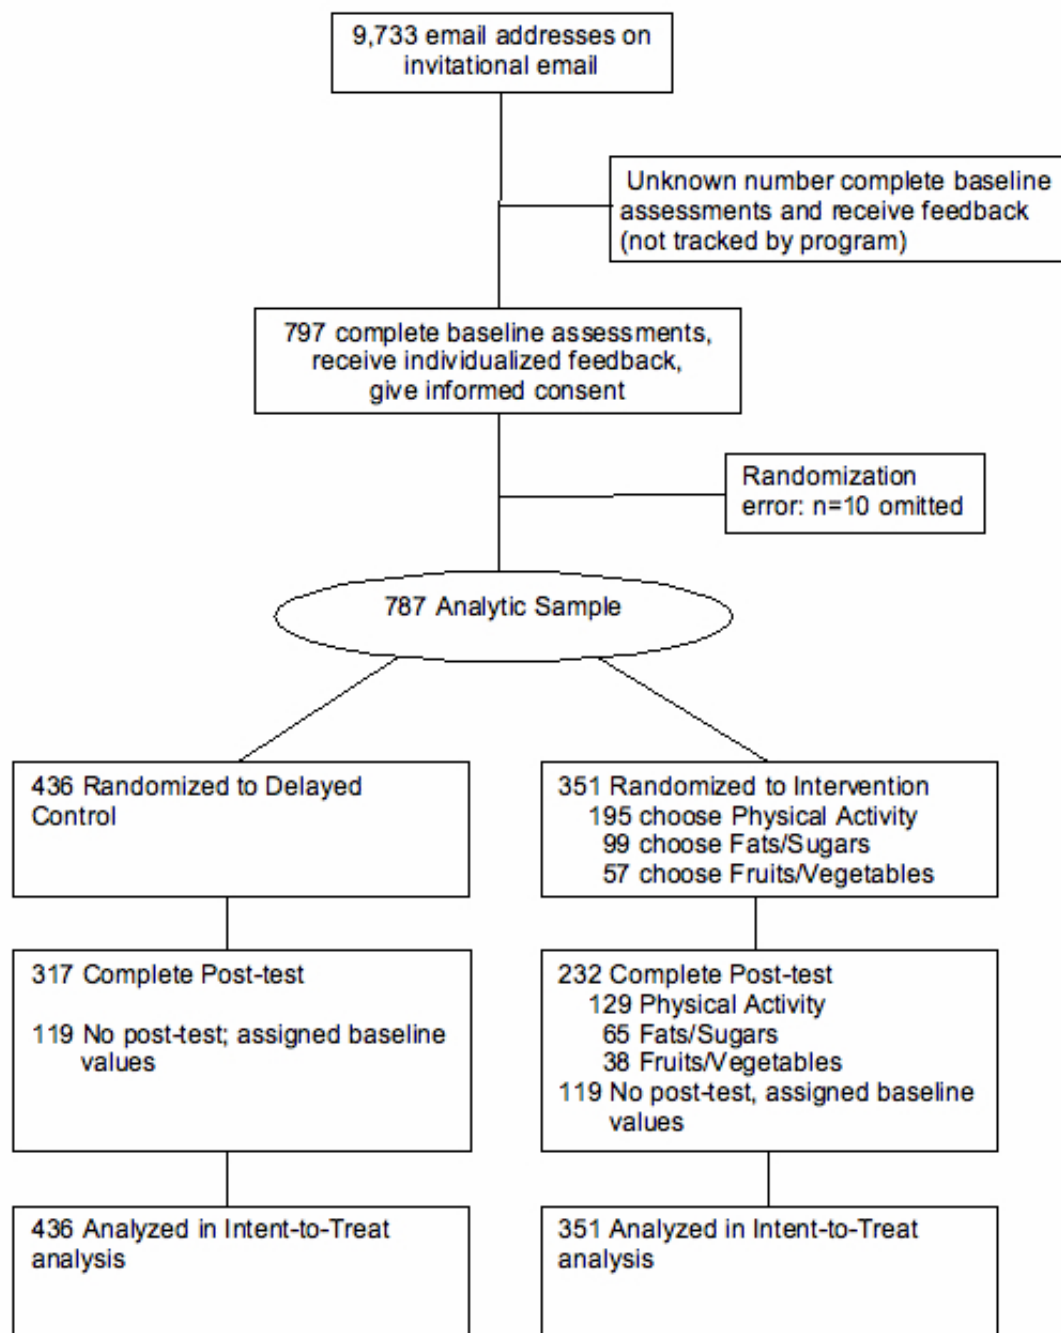 9,733 email addresses on
invitational email
Unknown number complete baseline
assessments and receive feedback
(not tracked by program)
797 complete baseline assessments,
receive individualized feedback,
give informed consent
Randomization
error: n=10 omitted
787 Analytic Sample
436 Randomized to Delayed
Control
351 Randomized to Intervention
195 choose Physical Activity
99 choose Fats/Sugars
57 choose Fruits/Vegetables
317 Complete Post-test
119 No post-test; assigned baseline
values
232 Complete Post-test
129 Physical Activity
65 Fats/Sugars
38 Fruits/Vegetables
119 No post-test, assigned baseline
values
436 Analyzed in Intent-to-Treat
analysis
351 Analyzed in Intent-to-Treat
analysis